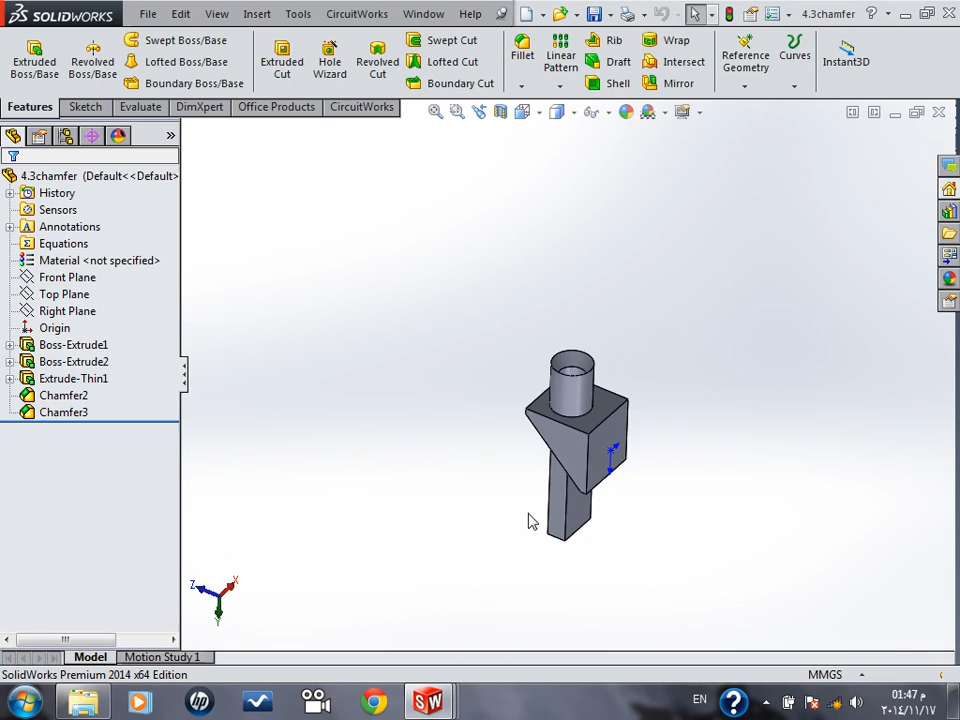 SOLIDWORKS File Edit View Insert Tools CircuitWorks Window Help 4.3chamfer
Extruded Boss/Base Revolved Boss/Base Swept Boss/Base Lofted Boss/Base Boundary Boss/Base Extruded Cut Hole Wizard Revolved Cut Swept Cut Lofted Cut Boundary Cut Fillet Linear Pattern Rib Draft Shell Wrap Intersect Mirror Reference Geometry Curves Instant3D
Features Sketch Evaluate DimXpert Office Products CircuitWorks
4.3chamfer (Default<<Default>
History
Sensors
Annotations
Equations
Material <not specified>
Front Plane
Top Plane
Right Plane
Origin
Boss-Extrude1
Boss-Extrude2
Extrude-Thin1
Chamfer2
Chamfer3
Z X Y
Model Motion Study 1
SolidWorks Premium 2014 x64 Edition MMGS
EN 01:47 م
٢٠١٤/١١/١٧